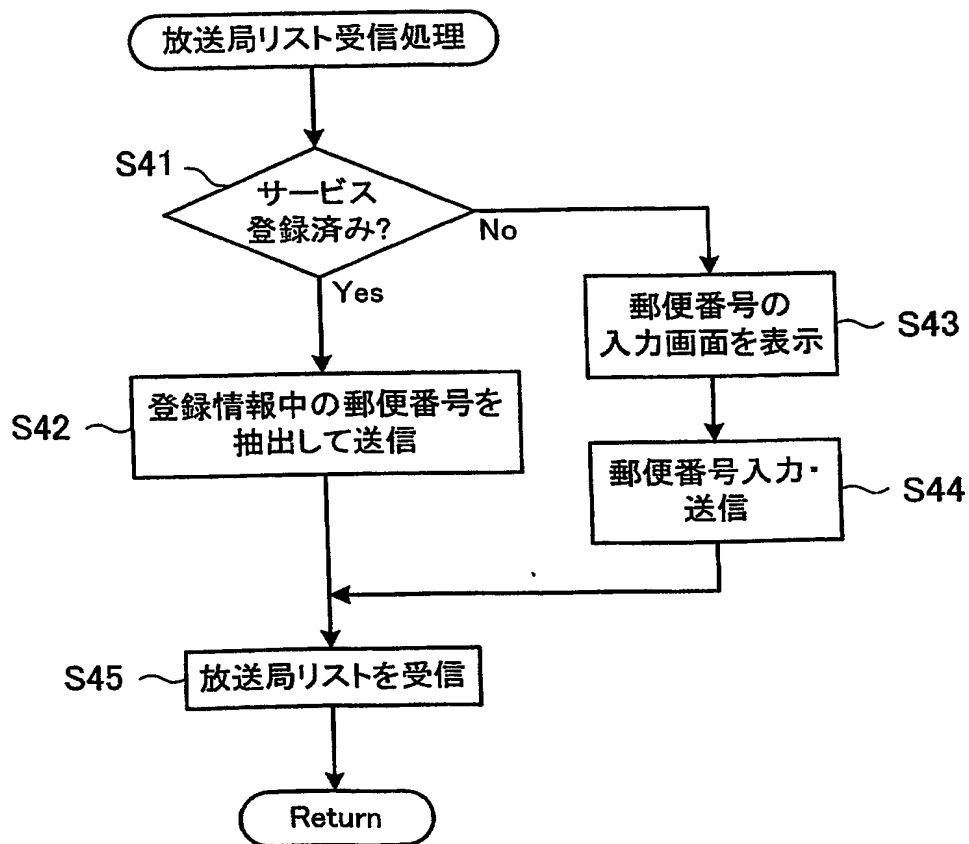 放送局リスト受信処理
S41
サービス
登録済み?
No
Yes
郵便番号の
入力画面を表示
S43
S42
登録情報中の郵便番号を
抽出して送信
郵便番号入力・
送信
S44
S45
放送局リストを受信
Return